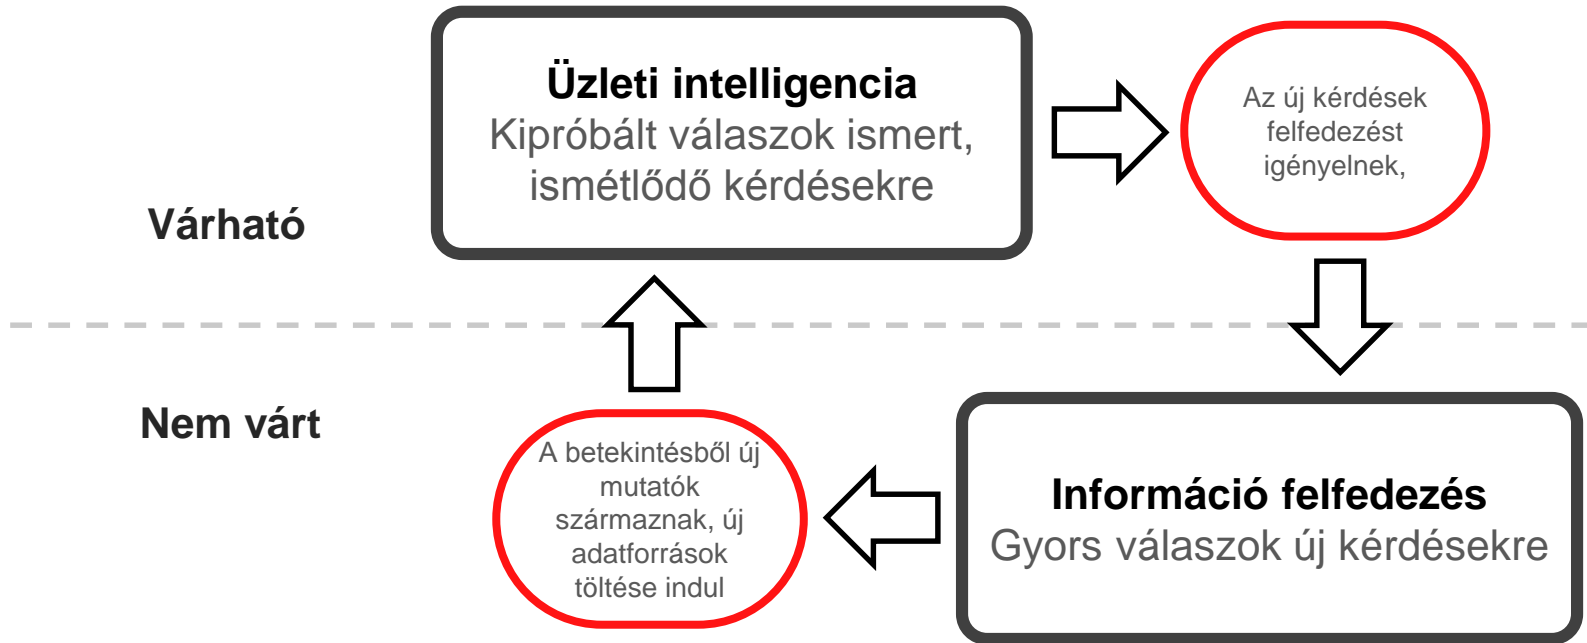 Üzleti intelligencia
Kipróbált válaszok ismert,
ismétlődő kérdésekre
Az új kérdések
felfedezést
igényelnek,
Várható
Nem várt
A betekintésből új
mutatók
származnak, új
adatforrások
töltése indul
Információ felfedezés
Gyors válaszok új kérdésekre